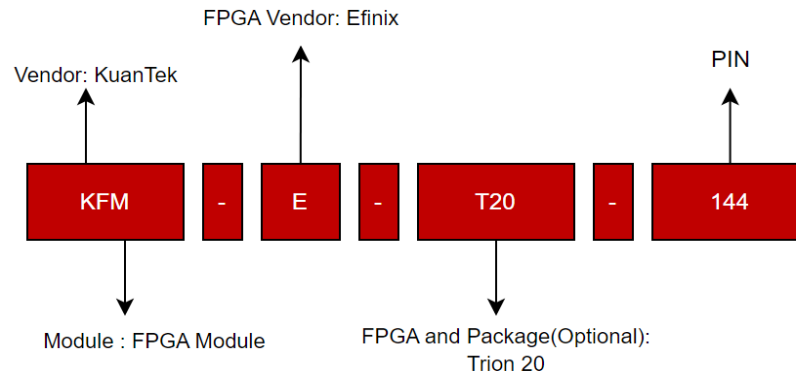 FPGA Vendor: Efinix
Vendor: KuanTek
PIN
KFM - E - T20 - 144
Module : FPGA Module
FPGA and Package(Optional):
Trion 20